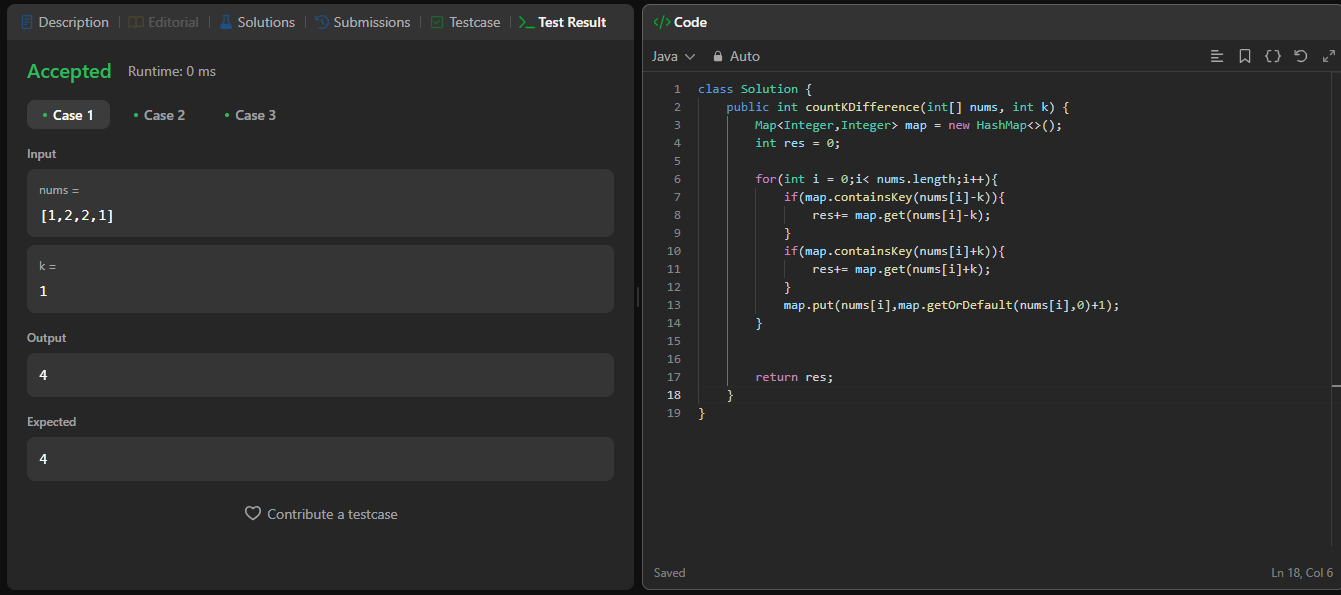 Description | Editorial | Solutions | Submissions | Testcase | Test Result
Accepted Runtime: 0 ms
• Case 1 • Case 2 • Case 3
Input
nums =
[1,2,2,1]
k =
1
Output
4
Expected
4
Contribute a testcase
</> Code
Java Auto
1 class Solution {
2     public int countKDifference(int[] nums, int k) {
3         Map<Integer,Integer> map = new HashMap<>();
4         int res = 0;
5
6         for(int i = 0;i< nums.length;i++){
7             if(map.containsKey(nums[i]-k)){
8                 res+= map.get(nums[i]-k);
9             }
10             if(map.containsKey(nums[i]+k)){
11                 res+= map.get(nums[i]+k);
12             }
13             map.put(nums[i],map.getOrDefault(nums[i],0)+1);
14         }
15
16
17         return res;
18     }
19 }
Saved Ln 18, Col 6